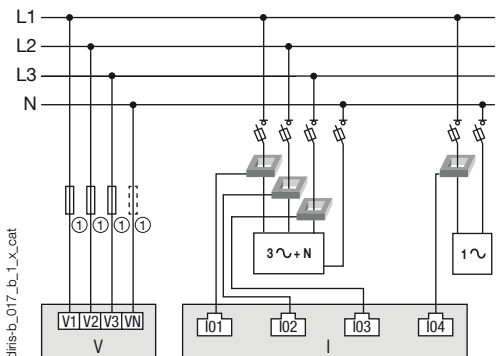 L1
L2
L3
N
1 1 1 1
3 ~ + N
1 ~
V1 V2 V3 VN
V
I01 I02 I03 I04
I
diris-b_017_b_1_x_cat